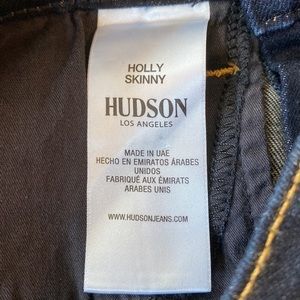 HOLLY
SKINNY
HUDSON
LOS ANGELES
MADE IN UAE
HECHO EN EMIRATOS ÁRABES
UNIDOS
FABRIQUÉ AUX ÉMIRATS
ARABES UNIS
WWW.HUDSONJEANS.COM